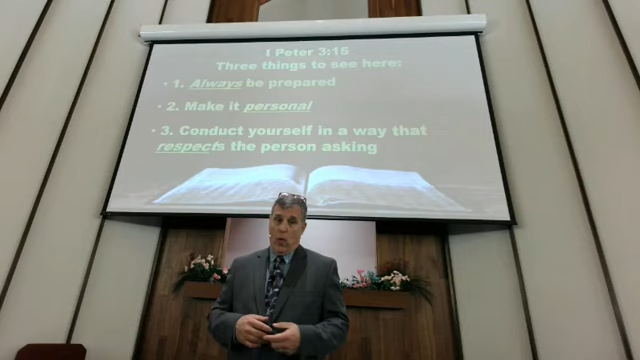 I Peter 3:15
Three things to see here:
• 1. Always be prepared
• 2. Make it personal
• 3. Conduct yourself in a way that
respects the person asking